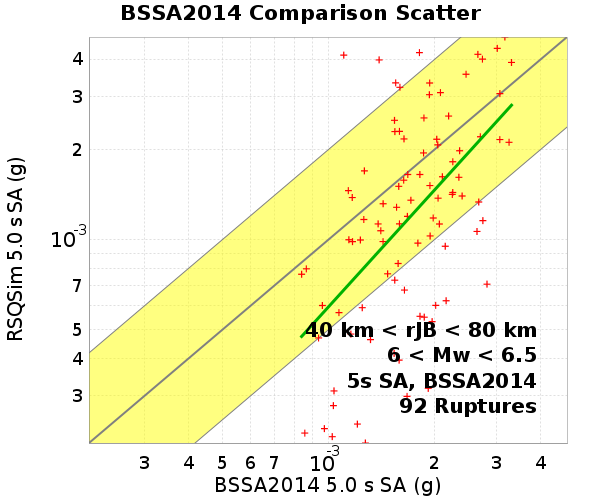 BSSA2014 Comparison Scatter
RSQSim 5.0 s SA (g)
4
3
2
10-3
7
5
4
3
40 km < rJB < 80 km
6 < Mw < 6.5
5s SA, BSSA2014
92 Ruptures
3 4 5 6 7 10-3 2 3 4
BSSA2014 5.0 s SA (g)